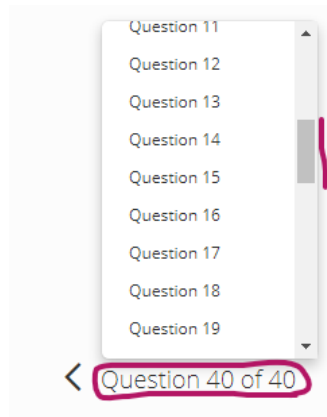 Question 11
Question 12
Question 13
Question 14
Question 15
Question 16
Question 17
Question 18
Question 19
Question 40 of 40